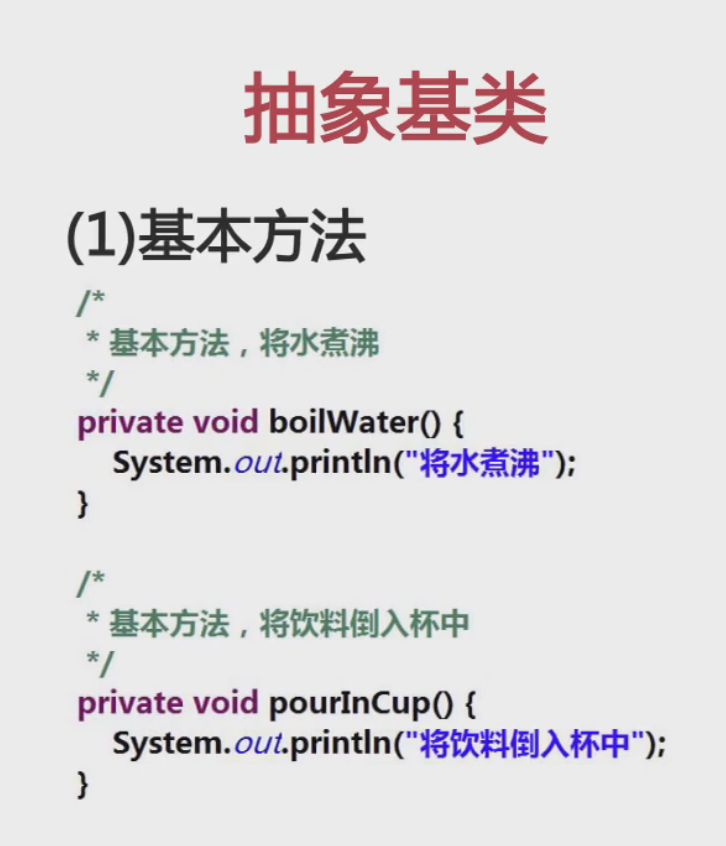 抽象基类
(1)基本方法
/*
* 基本方法，将水煮沸
*/
private void boilWater() {
System.out.println("将水煮沸");
}
/*
* 基本方法，将饮料倒入杯中
*/
private void pourInCup() {
System.out.println("将饮料倒入杯中");
}